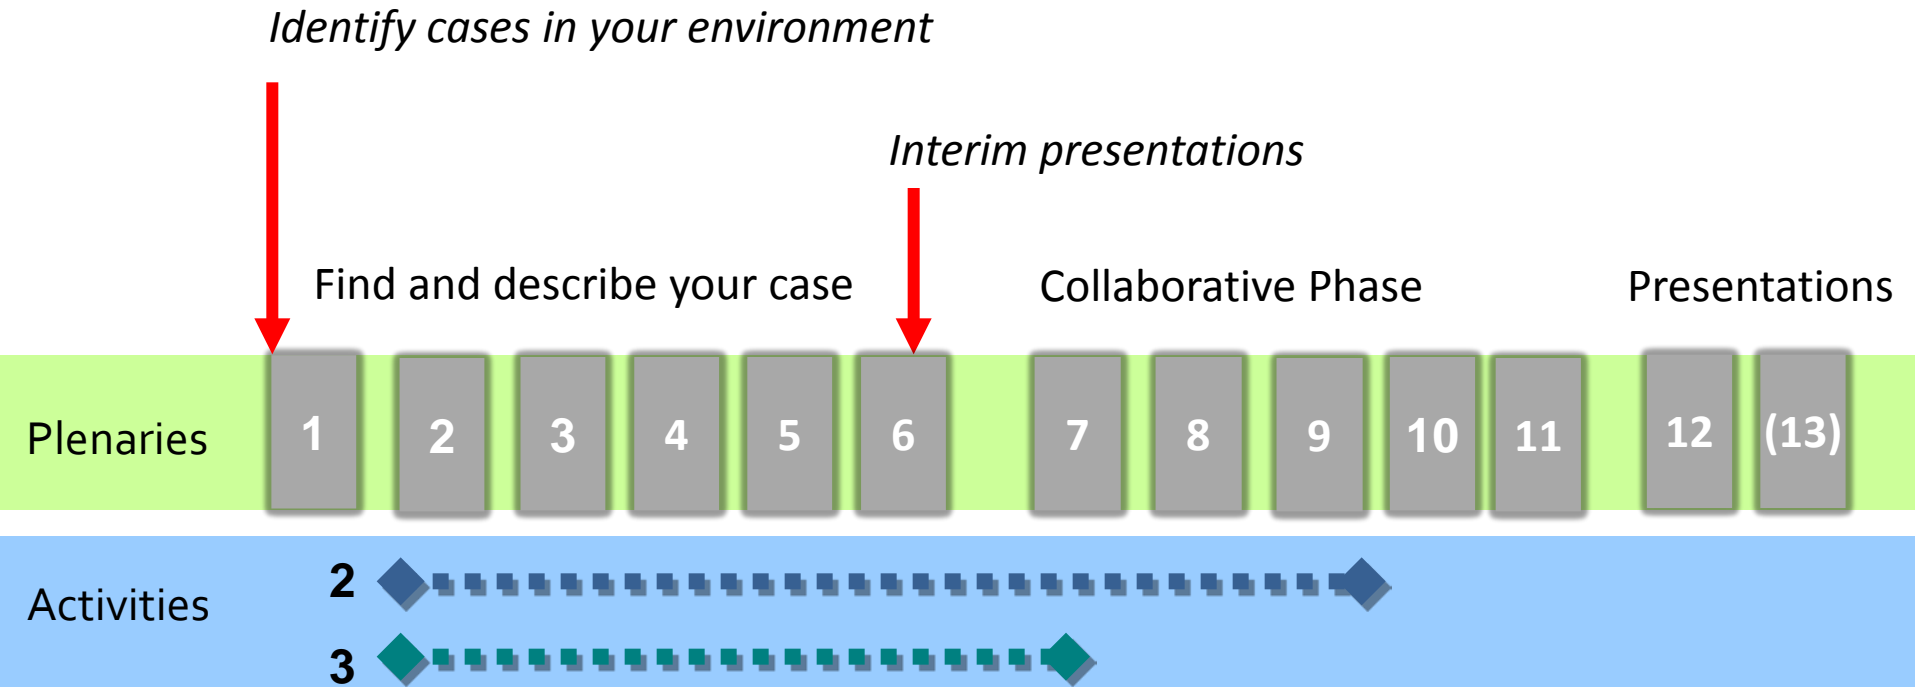 Identify cases in your environment
Interim presentations
Find and describe your case
Collaborative Phase
Presentations
Plenaries 1 2 3 4 5 6 7 8 9 10 11 12 (13)
Activities
2
3